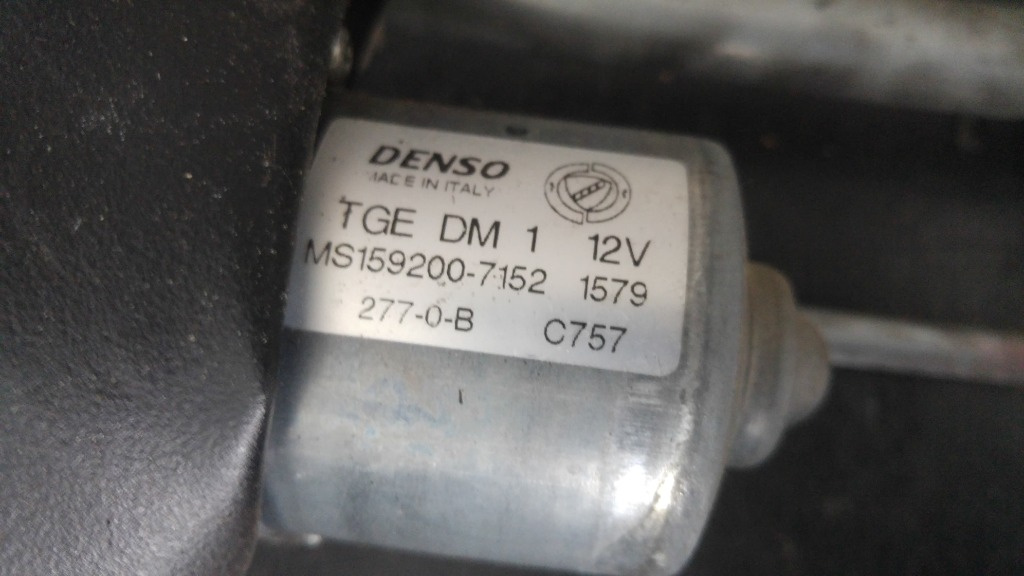 DENSO
MADE IN ITALY
TGE DM 1 12V
MS159200-7152 1579
277-0-B C757